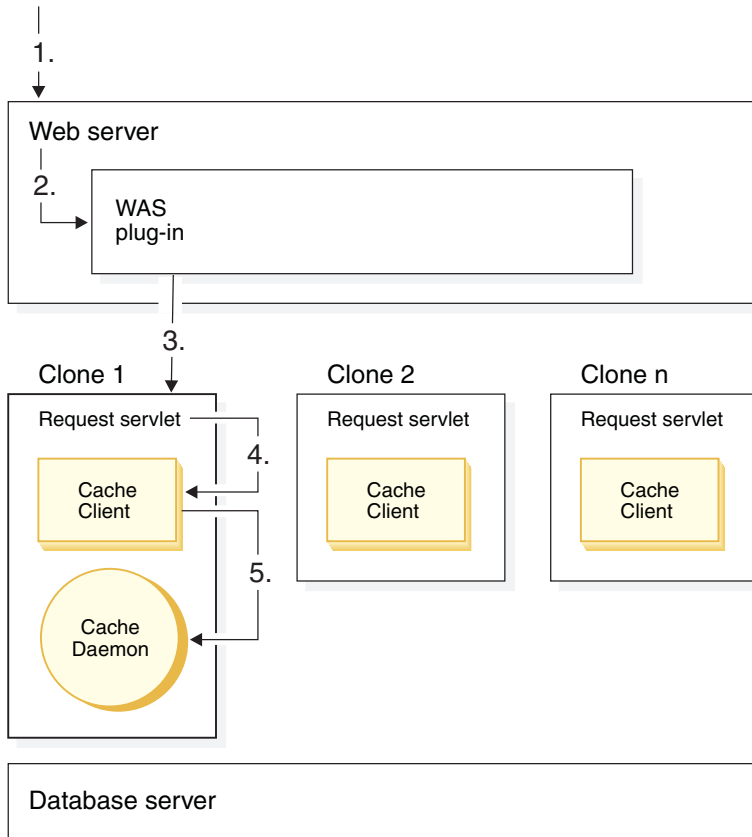 1.
Web server
2.
WAS
plug-in
3.
Clone 1
Clone 2
Clone n
Request servlet
Request servlet
Request servlet
4.
Cache
Client
Cache
Client
Cache
Client
5.
Cache
Daemon
Database server